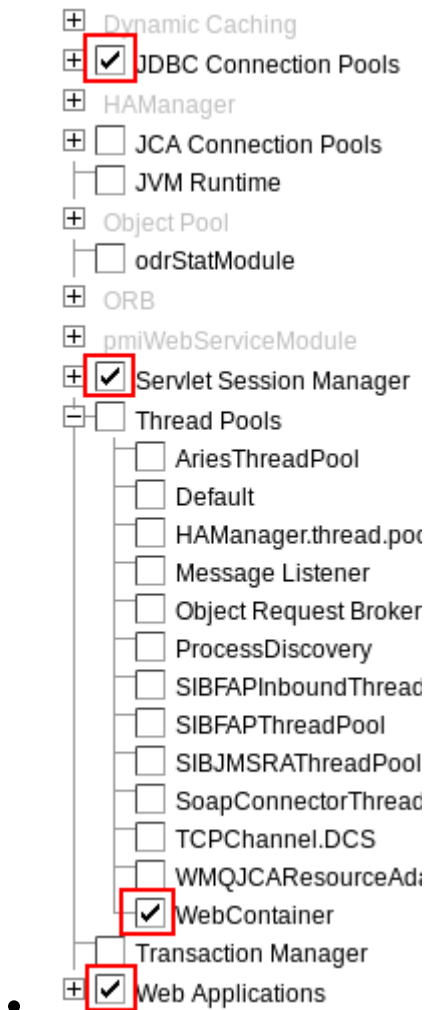 Dynamic Caching
JDBC Connection Pools
HAManager
JCA Connection Pools
JVM Runtime
Object Pool
odrStatModule
ORB
pmiWebServiceModule
Servlet Session Manager
Thread Pools
AriesThreadPool
Default
HAManager.thread.poo
Message Listener
Object Request Broker
ProcessDiscovery
SIBFAPInboundThread
SIBFAPThreadPool
SIBJMSRAThreadPool
SoapConnectorThread
TCPChannel.DCS
WMQJCAResourceAda
WebContainer
Transaction Manager
Web Applications